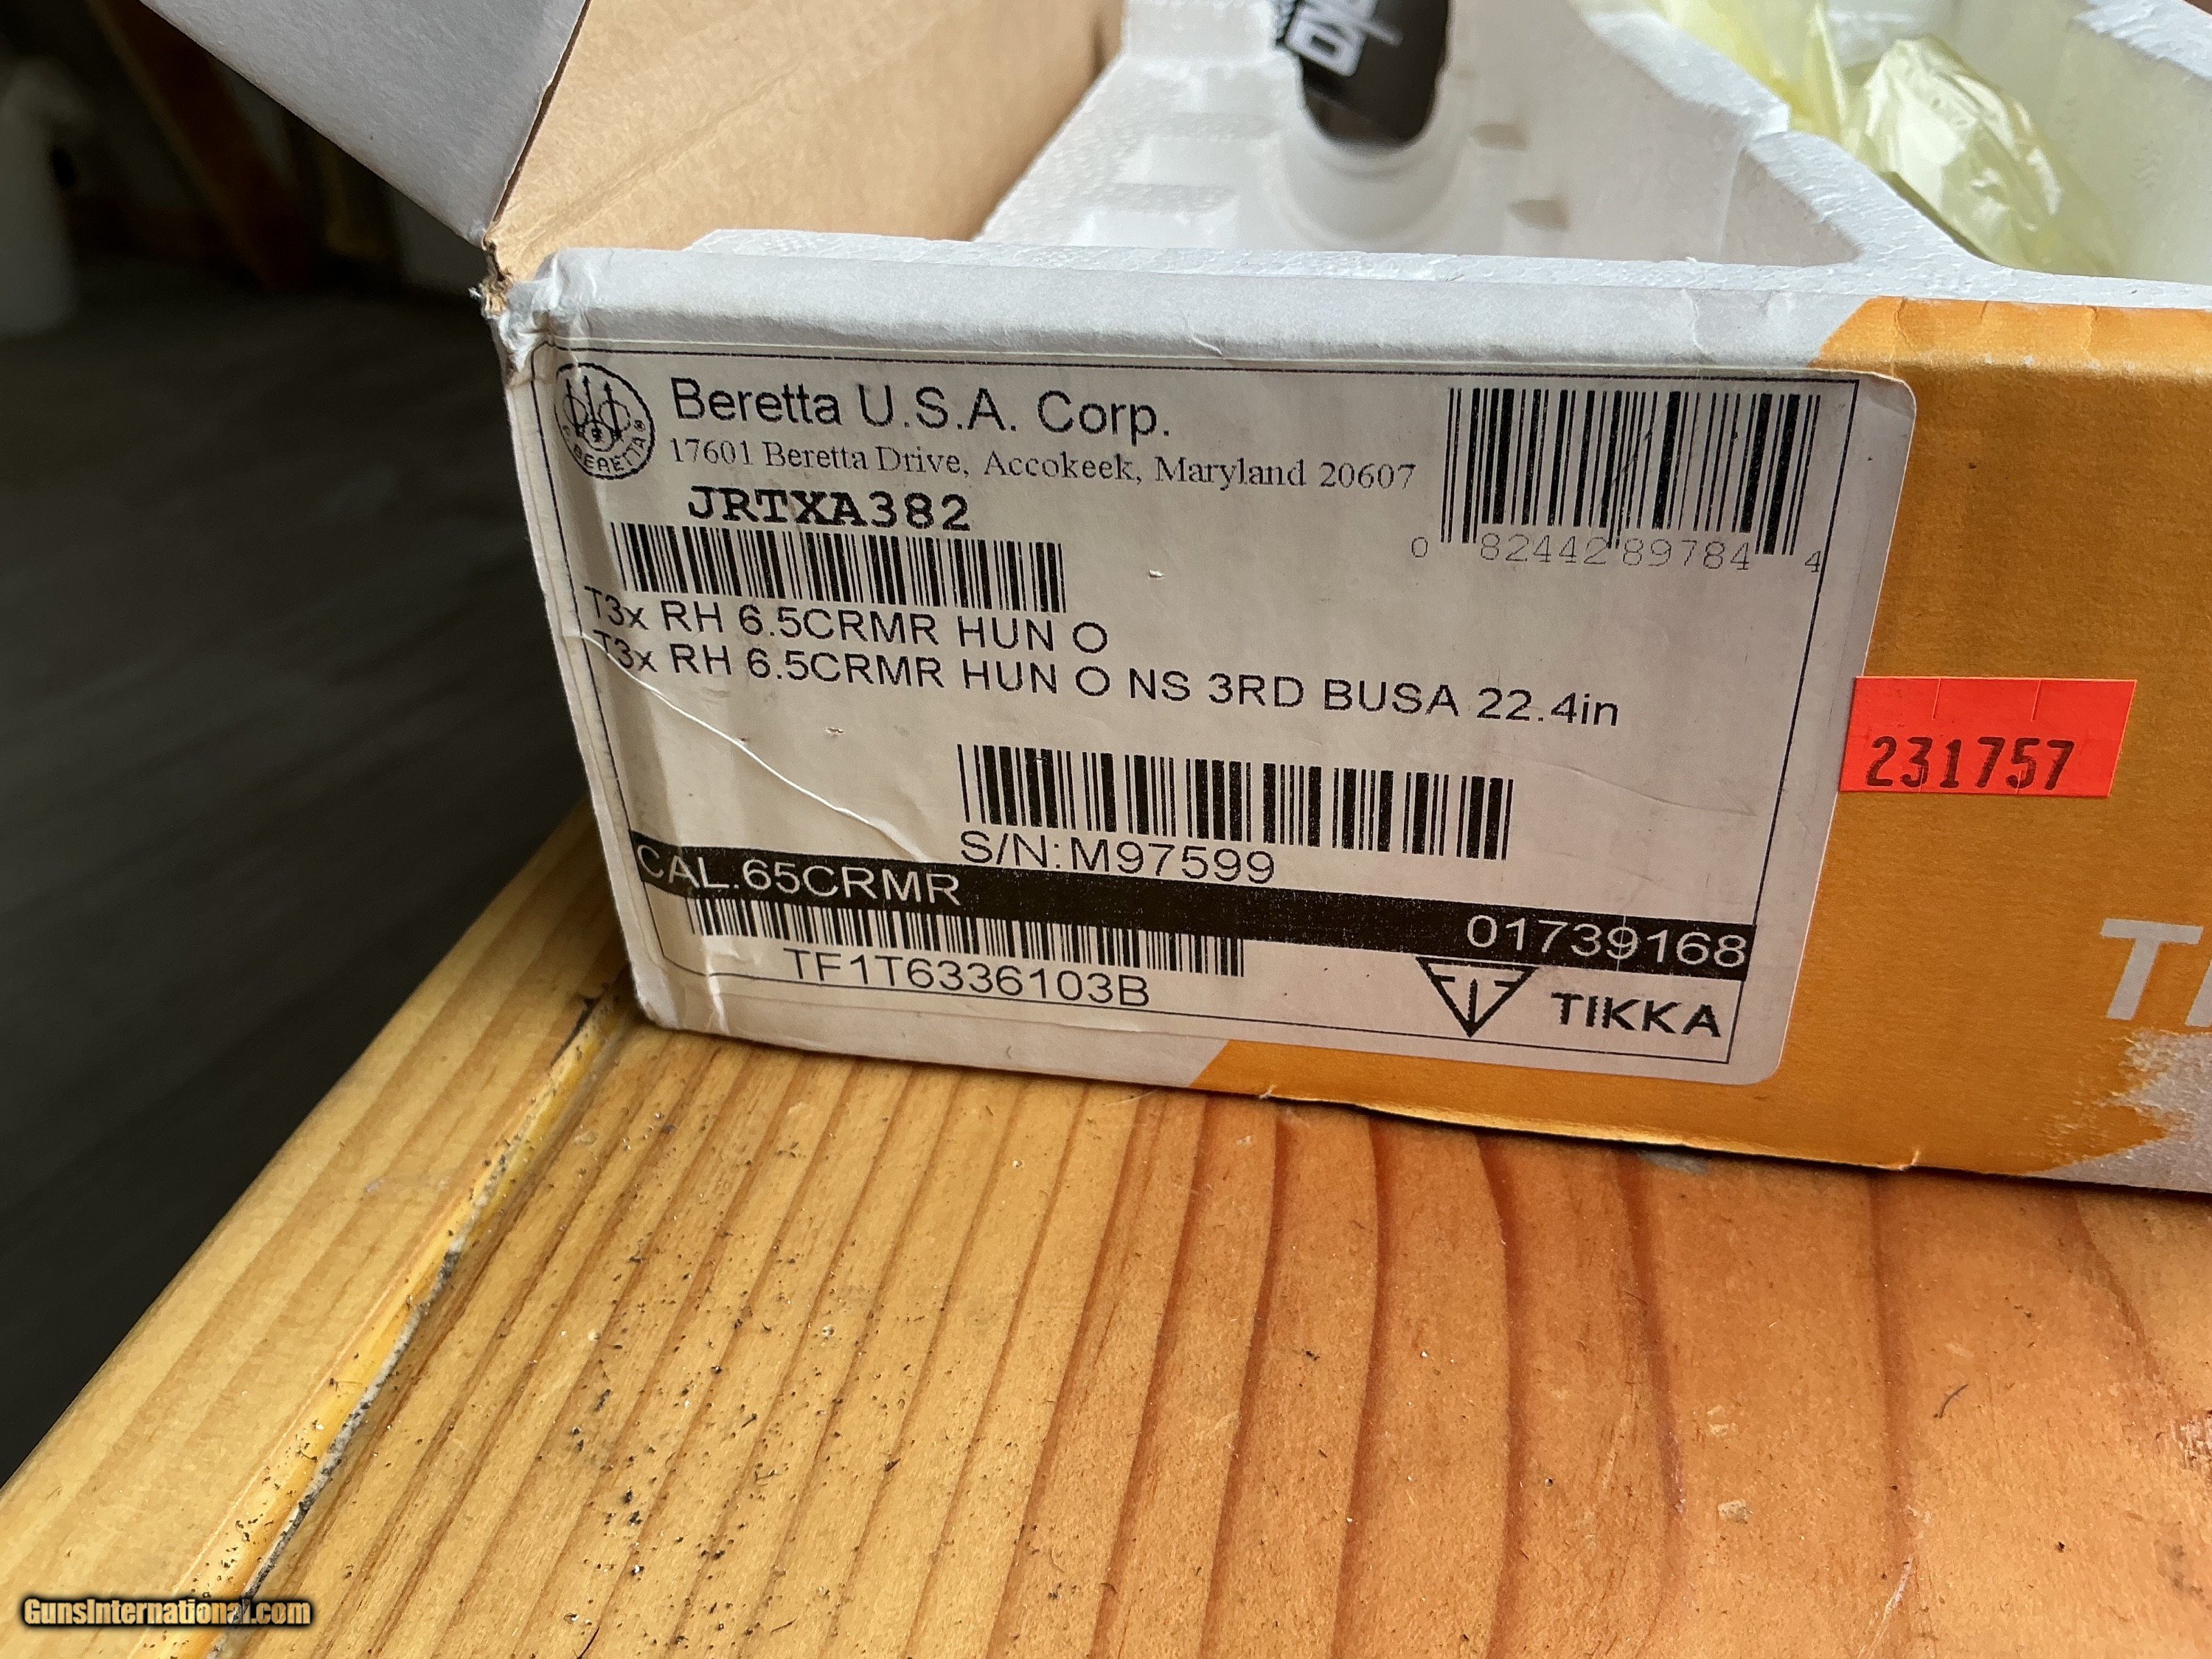 Beretta U.S.A. Corp.
17601 Beretta Drive, Accokeek, Maryland 20607
BERETTA
JRTXA382
0 82442 89784 4
T3x RH 6.5CRMR HUN O
T3x RH 6.5CRMR HUN O NS 3RD BUSA 22.4in
231757
S/N:M97599
CAL.65CRMR
01739168
TF1T6336103B
TIKKA
GunsInternational.com